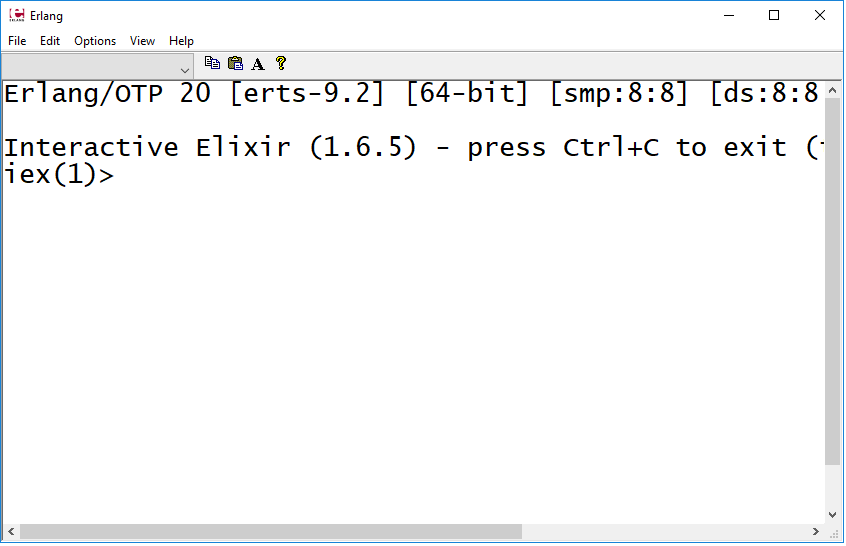 Erlang
File Edit Options View Help
Erlang/OTP 20 [erts-9.2] [64-bit] [smp:8:8] [ds:8:8
Interactive Elixir (1.6.5) - press Ctrl+C to exit (
iex(1)>